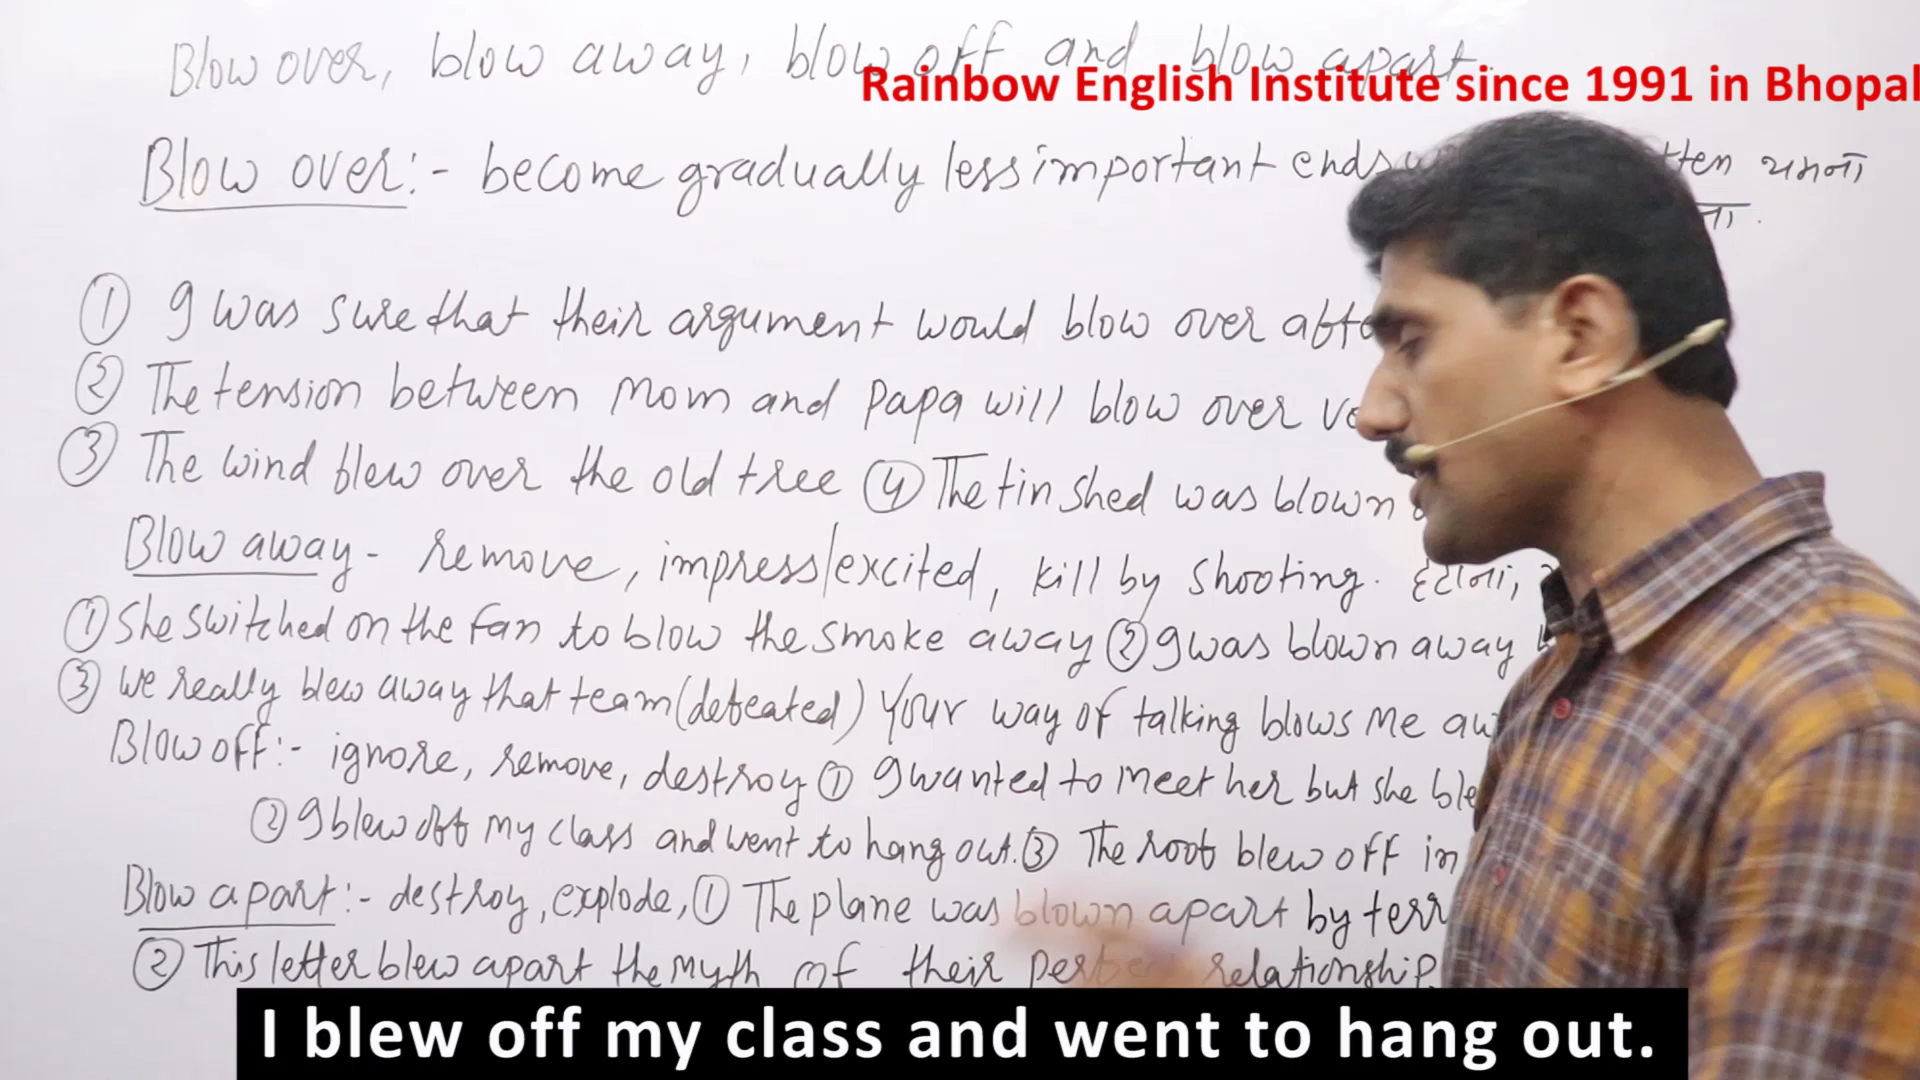 Blow over, blow away, blow off and blow apart.
Rainbow English Institute since 1991 in Bhopal
Blow over:- become gradually less important ends
① I was sure that their argument would blow over
② The tension between Mom and Papa will blow over
③ The wind blew over the old tree ④ The tin shed was blown
Blow away - remove, impress/excited, kill by shooting.
① She switched on the fan to blow the smoke away ② I was blown away
③ We really blew away that team (defeated) Your way of talking blows me
Blow off:- ignore, remove, destroy ① I wanted to meet her but she
② I blew off my class and went to hang out. ③ The roof blew off in
Blow apart:- destroy, explode, ① The plane was blown apart by
② This letter blew apart the myth of their perfect relationship.
I blew off my class and went to hang out.